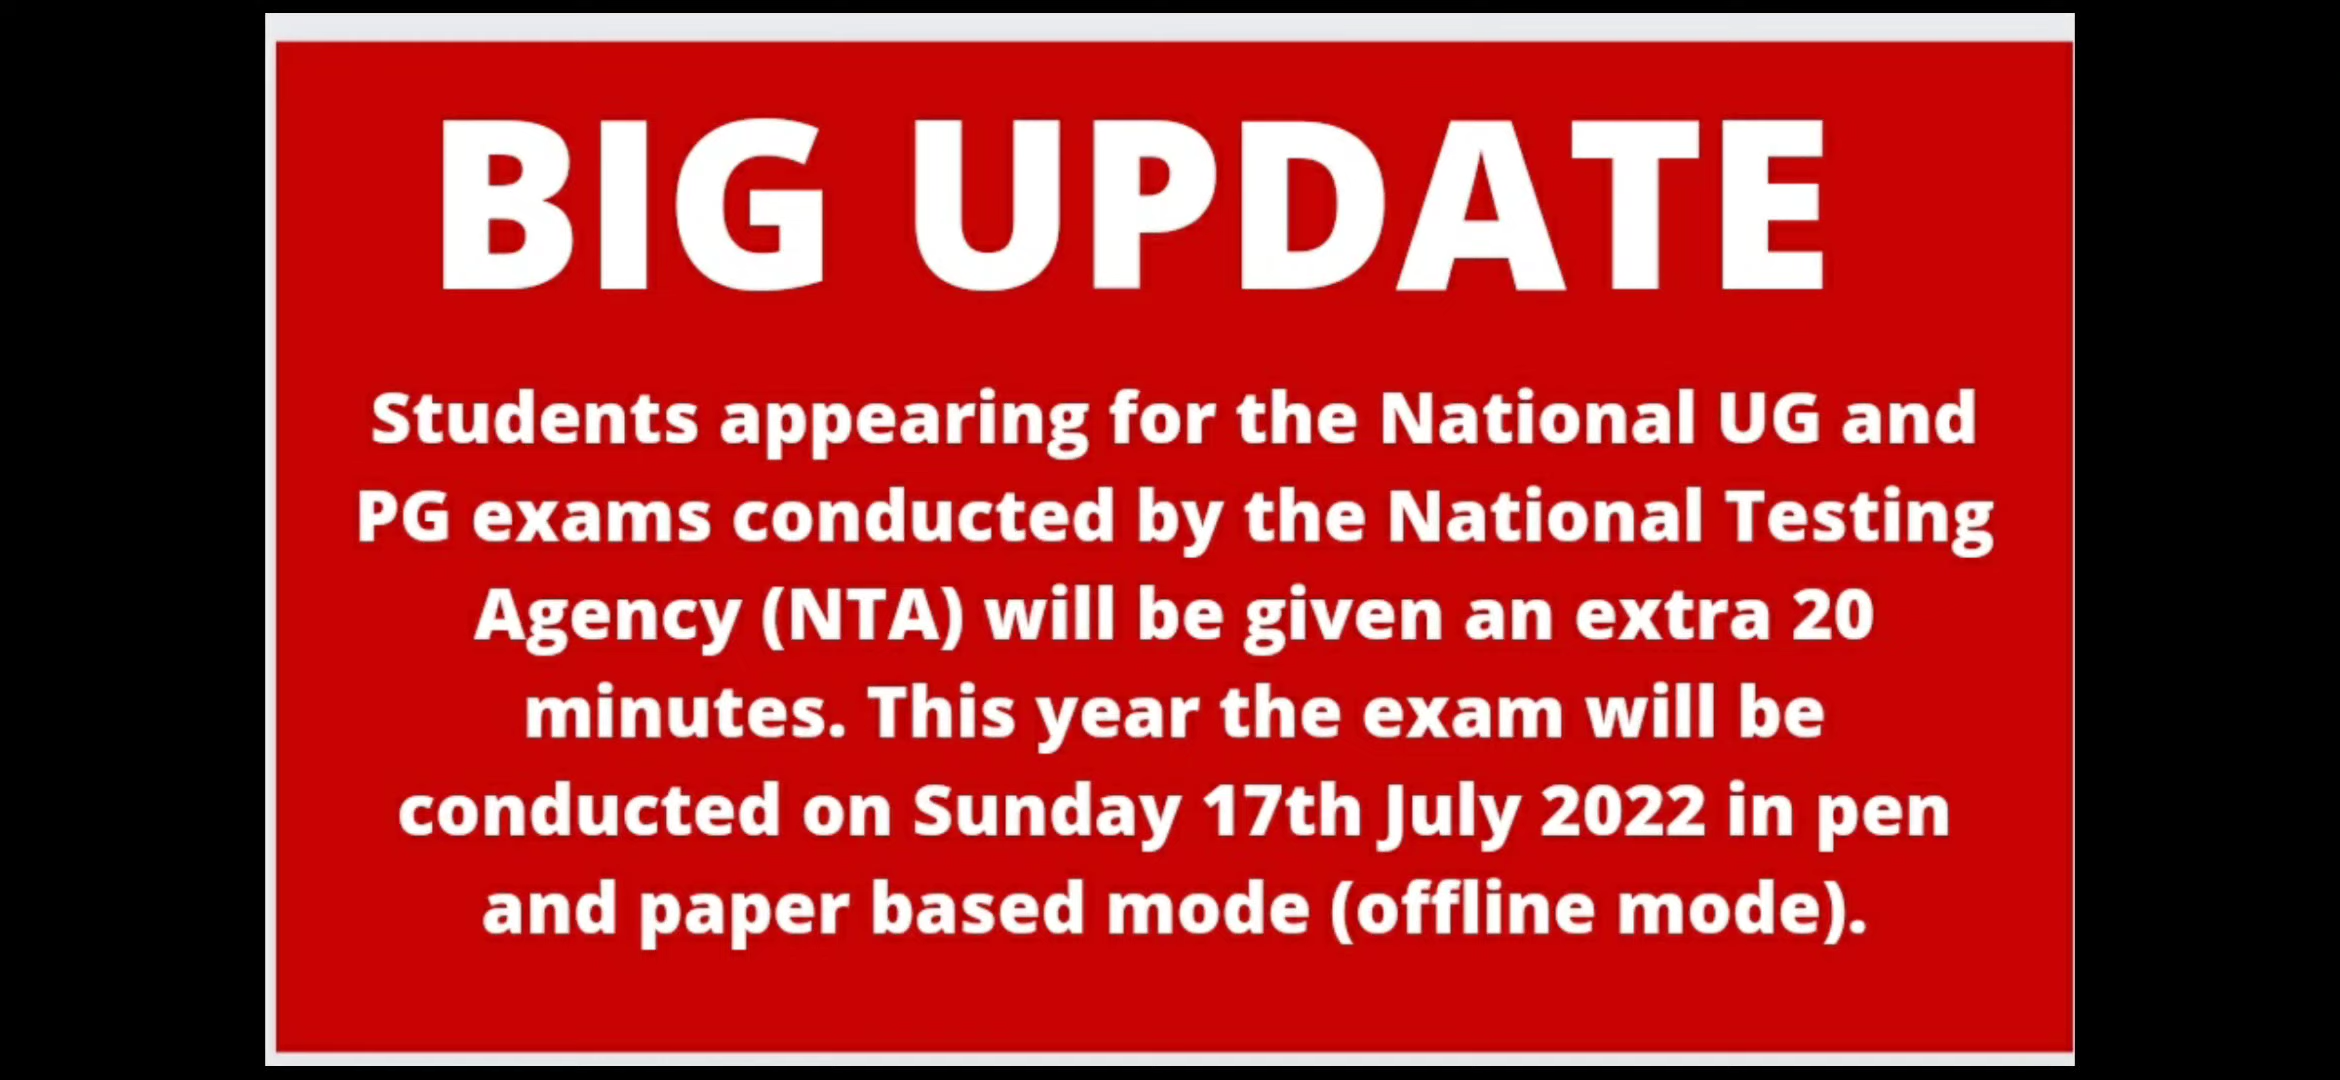 BIG UPDATE
Students appearing for the National UG and
PG exams conducted by the National Testing
Agency (NTA) will be given an extra 20
minutes. This year the exam will be
conducted on Sunday 17th July 2022 in pen
and paper based mode (offline mode).